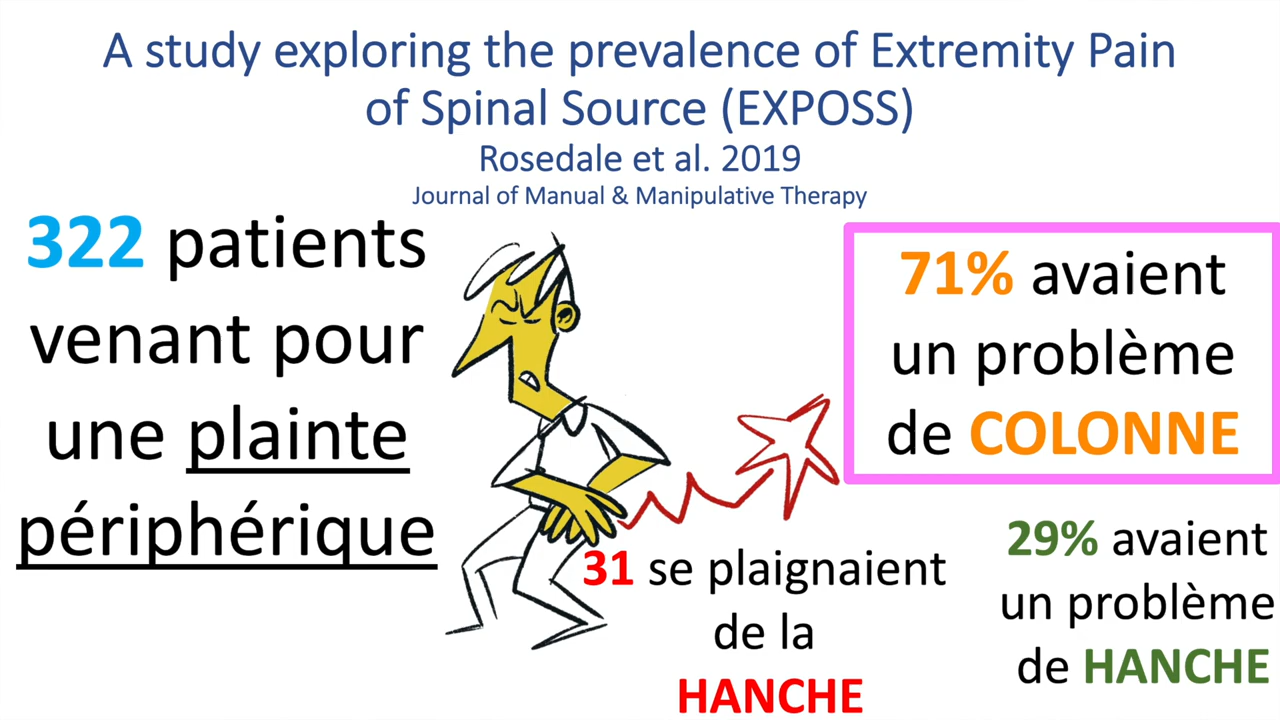 A study exploring the prevalence of Extremity Pain
of Spinal Source (EXPOSS)
Rosedale et al. 2019
Journal of Manual & Manipulative Therapy
322 patients
venant pour
une plainte
périphérique
31 se plaignaient
de la
HANCHE
71% avaient
un problème
de COLONNE
29% avaient
un problème
de HANCHE